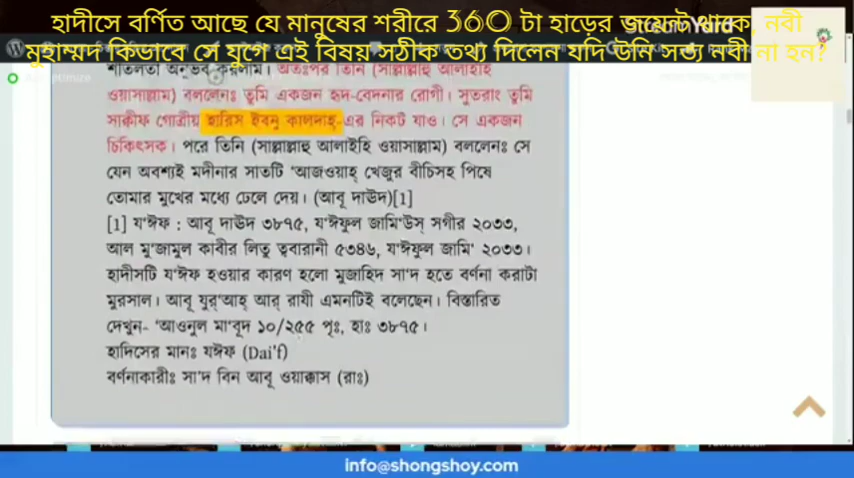 হাদীসে বর্ণিত আছে যে মানুষের শরীরে 360 টা হাড়ের জয়েন্ট থাকে, নবী
মুহাম্মদ কিভাবে সে যুগে এই বিষয় সঠীক তথ্য দিলেন যদি উনি সত্য নবী না হন?
StreamYard
শীতলতা অনুভব করলাম। অতঃপর তিনি (সাল্লাল্লাহু আলাইহি
ওয়াসাল্লাম) বললেনঃ তুমি একজন হৃদ-বেদনার রোগী। সুতরাং তুমি
সাক্বীফ গোত্রীয় হারিস ইবনু কালদাহ্-এর নিকট যাও। সে একজন
চিকিৎসক। পরে তিনি (সাল্লাল্লাহু আলাইহি ওয়াসাল্লাম) বললেনঃ সে
যেন অবশ্যই মদীনার সাতটি ‘আজওয়াহ্ খেজুর বীচিসহ পিষে
তোমার মুখের মধ্যে ঢেলে দেয়। (আবূ দাঊদ)[1]
[1] য‘ঈফ : আবূ দাঊদ ৩৮৭৫, য‘ঈফুল জামি‘উস্ সগীর ২০৩৩,
আল মু‘জামুল কাবীর লিত্ব ত্ববারানী ৫৩৪৬, য‘ঈফুল জামি‘ ২০৩৩।
হাদীসটি য‘ঈফ হওয়ার কারণ হলো মুজাহিদ সা‘দ হতে বর্ণনা করাটা
মুরসাল। আবূ যুর্‘আহ্ আর্ রাযী এমনটিই বলেছেন। বিস্তারিত
দেখুন- ‘আওনুল মা‘বূদ ১০/২৫৫ পৃঃ, হাঃ ৩৮৭৫।
হাদিসের মানঃ যঈফ (Dai'f)
বর্ণনাকারীঃ সা‘দ বিন আবূ ওয়াক্কাস (রাঃ)
info@shongshoy.com